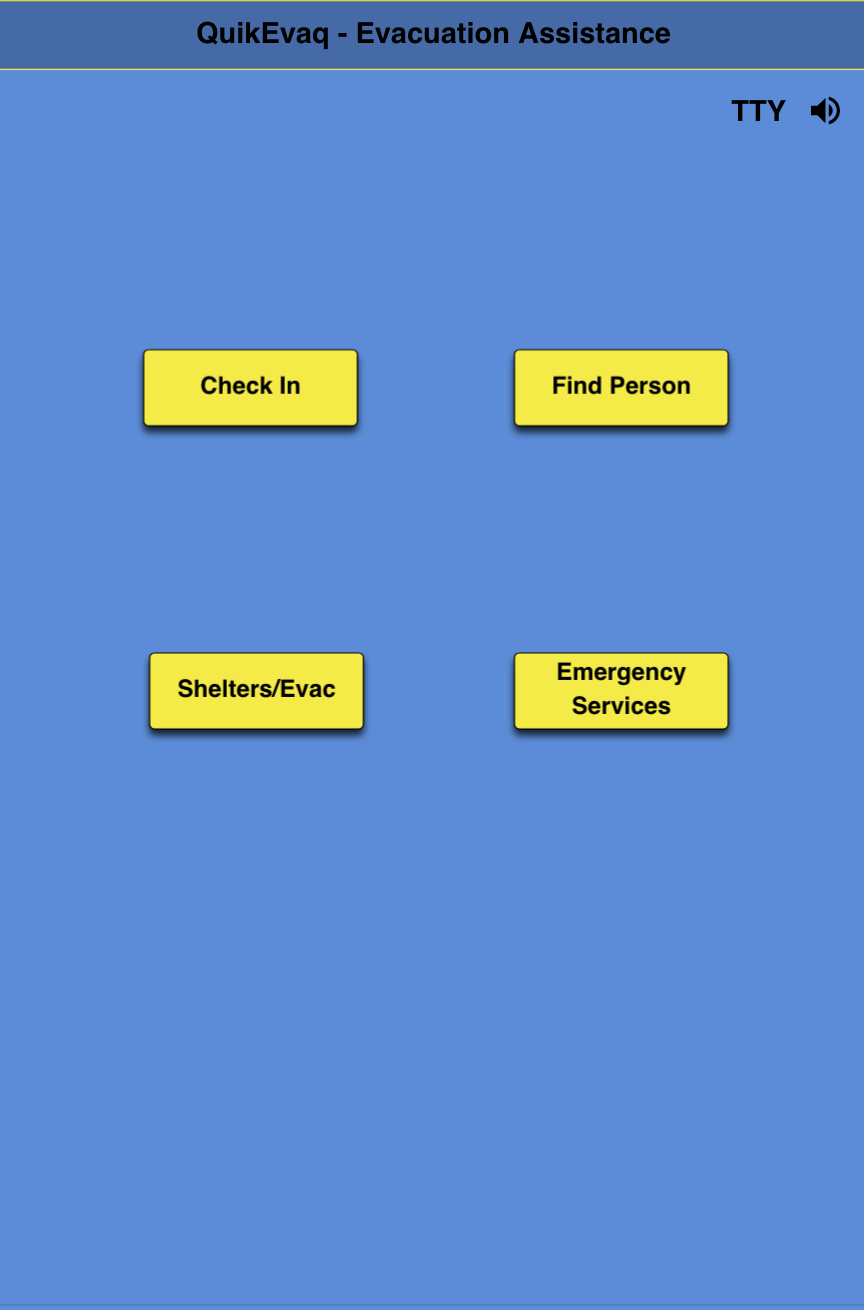 QuikEvaq - Evacuation Assistance
TTY
Check In
Find Person
Shelters/Evac
Emergency
Services